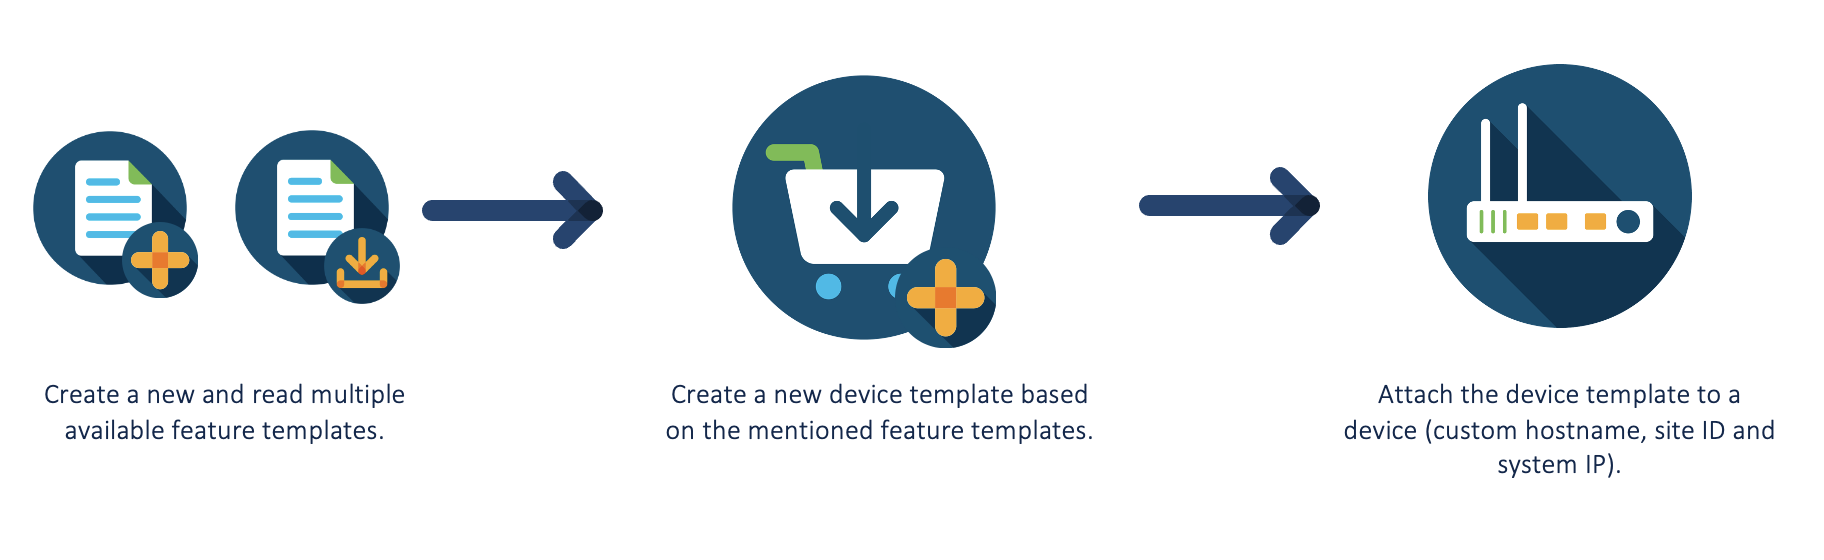 Create a new and read multiple
available feature templates.
Create a new device template based
on the mentioned feature templates.
Attach the device template to a
device (custom hostname, site ID and
system IP).